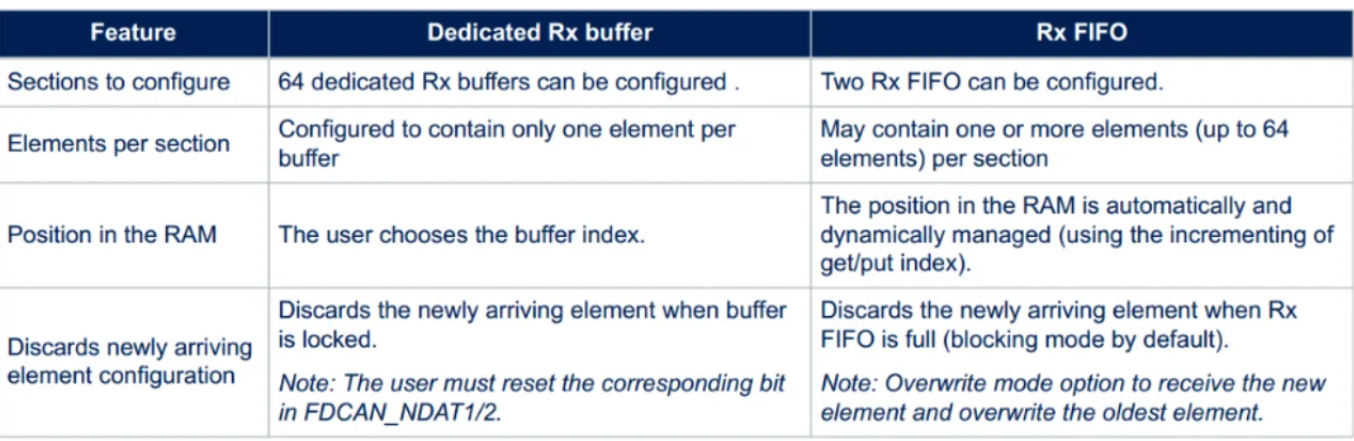 Feature
Dedicated Rx buffer
Rx FIFO
Sections to configure
64 dedicated Rx buffers can be configured .
Two Rx FIFO can be configured.
Elements per section
Configured to contain only one element per
buffer
May contain one or more elements (up to 64
elements) per section
Position in the RAM
The user chooses the buffer index.
The position in the RAM is automatically and
dynamically managed (using the incrementing of
get/put index).
Discards newly arriving
element configuration
Discards the newly arriving element when buffer
is locked.
Note: The user must reset the corresponding bit
in FDCAN_NDAT1/2.
Discards the newly arriving element when Rx
FIFO is full (blocking mode by default).
Note: Overwrite mode option to receive the new
element and overwrite the oldest element.